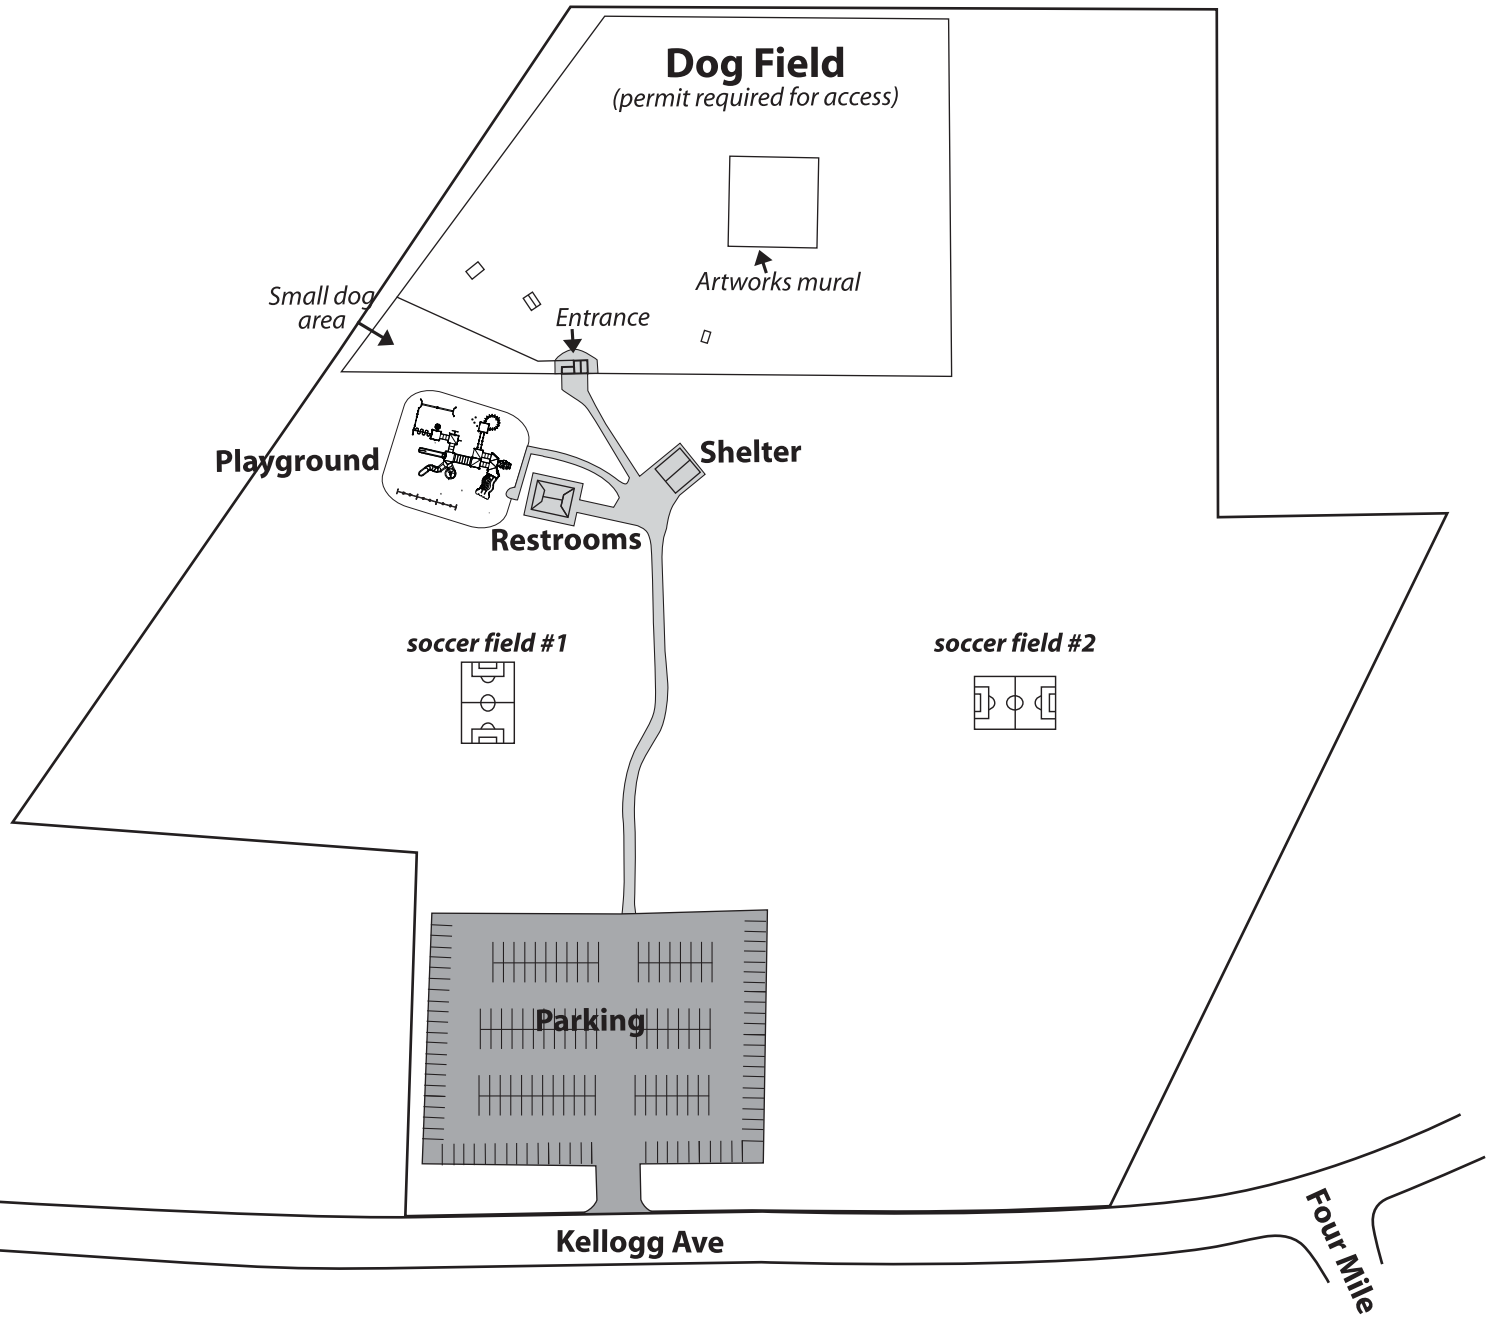 Dog Field
(permit required for access)
Small dog
area
Artworks mural
Entrance
Playground
Shelter
Restrooms
soccer field #1
soccer field #2
Parking
Kellogg Ave
Four Mile